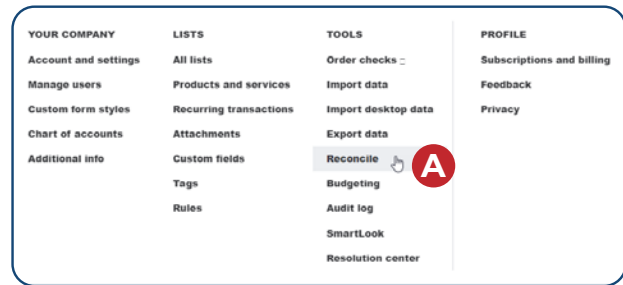 YOUR COMPANY
Account and settings
Manage users
Custom form styles
Chart of accounts
Additional info
LISTS
All lists
Products and services
Recurring transactions
Attachments
Custom fields
Tags
Rules
TOOLS
Order checks
Import data
Import desktop data
Export data
Reconcile
A
Budgeting
Audit log
SmartLook
Resolution center
PROFILE
Subscriptions and billing
Feedback
Privacy